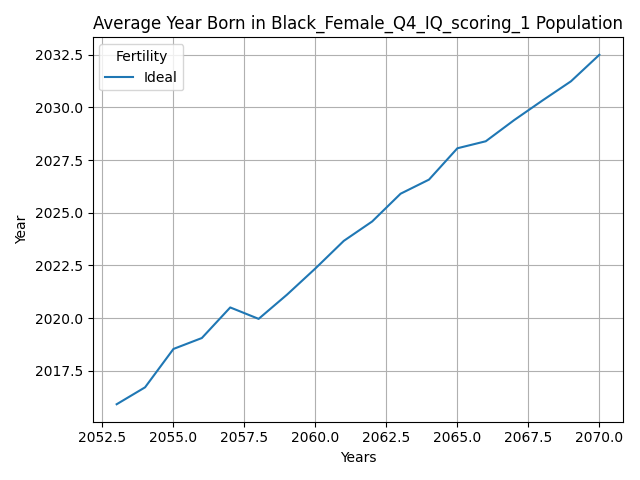 Average Year Born in Black_Female_Q4_IQ_scoring_1 Population
Fertility
Ideal
2032.5
2030.0
2027.5
2025.0
2022.5
2020.0
2017.5
Year
2052.5 2055.0 2057.5 2060.0 2062.5 2065.0 2067.5 2070.0
Years